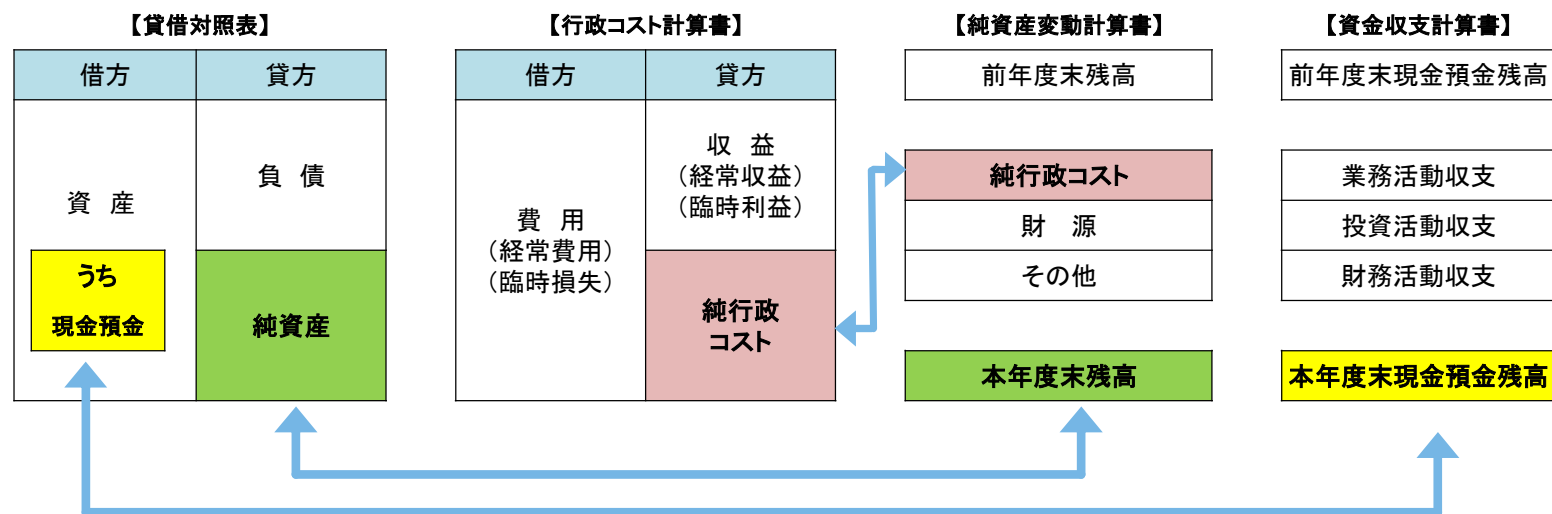 【貸借対照表】
借方
貸方
資 産
うち
現金預金
負 債
純資産
【行政コスト計算書】
借方
貸方
費 用
（経常費用）
（臨時損失）
収 益
（経常収益）
（臨時利益）
純行政
コスト
【純資産変動計算書】
前年度末残高
純行政コスト
財 源
その他
本年度末残高
【資金収支計算書】
前年度末現金預金残高
業務活動収支
投資活動収支
財務活動収支
本年度末現金預金残高